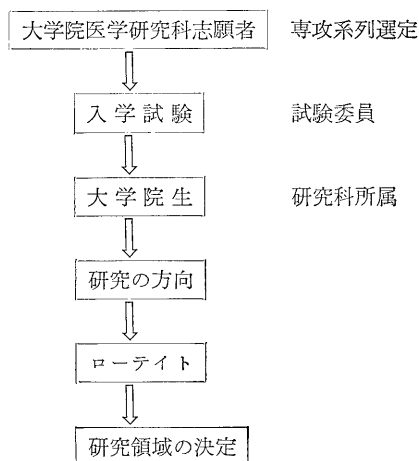 大学院医学研究科志願者 専攻系列選定
入学試験 試験委員
大学院生 研究科所属
研究の方向
ローテイト
研究領域の決定